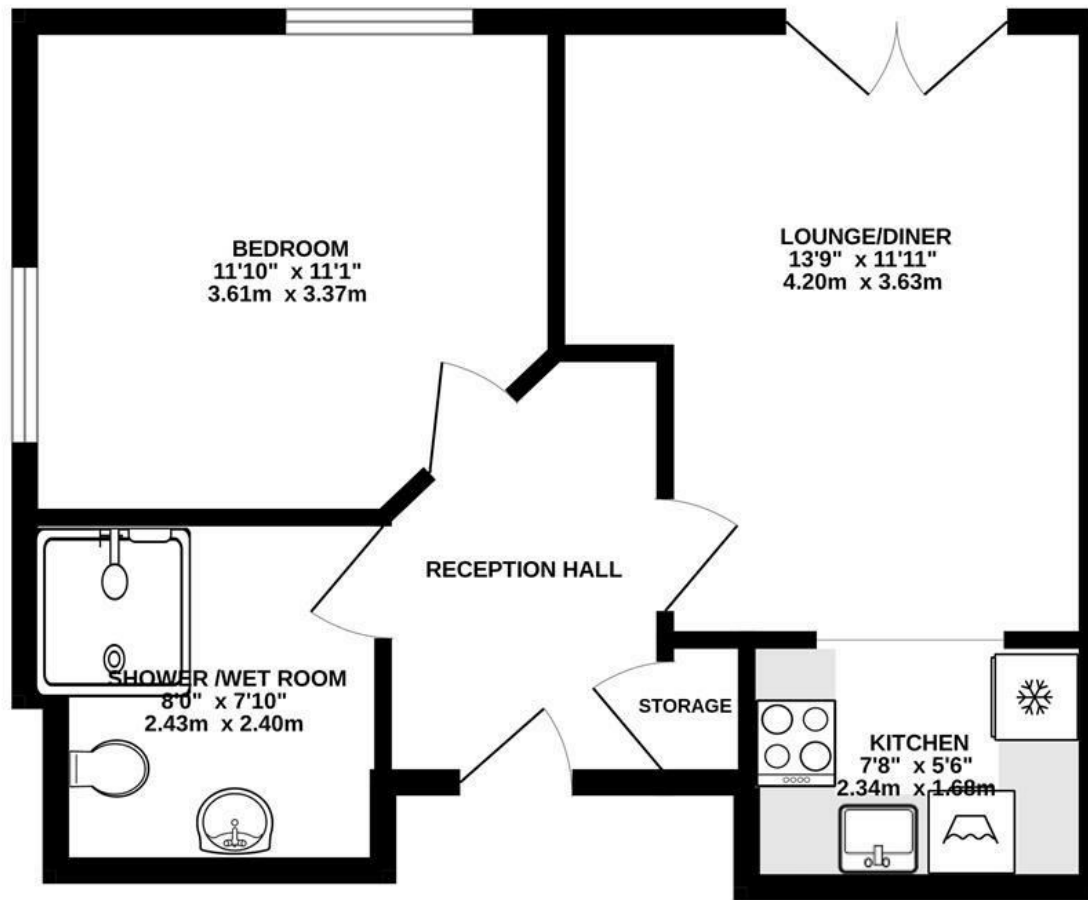 BEDROOM
11'10" x 11'1"
3.61m x 3.37m
LOUNGE/DINER
13'9" x 11'11"
4.20m x 3.63m
RECEPTION HALL
SHOWER /WET ROOM
8'0" x 7'10"
2.43m x 2.40m
STORAGE
KITCHEN
7'8" x 5'6"
2.34m x 1.68m